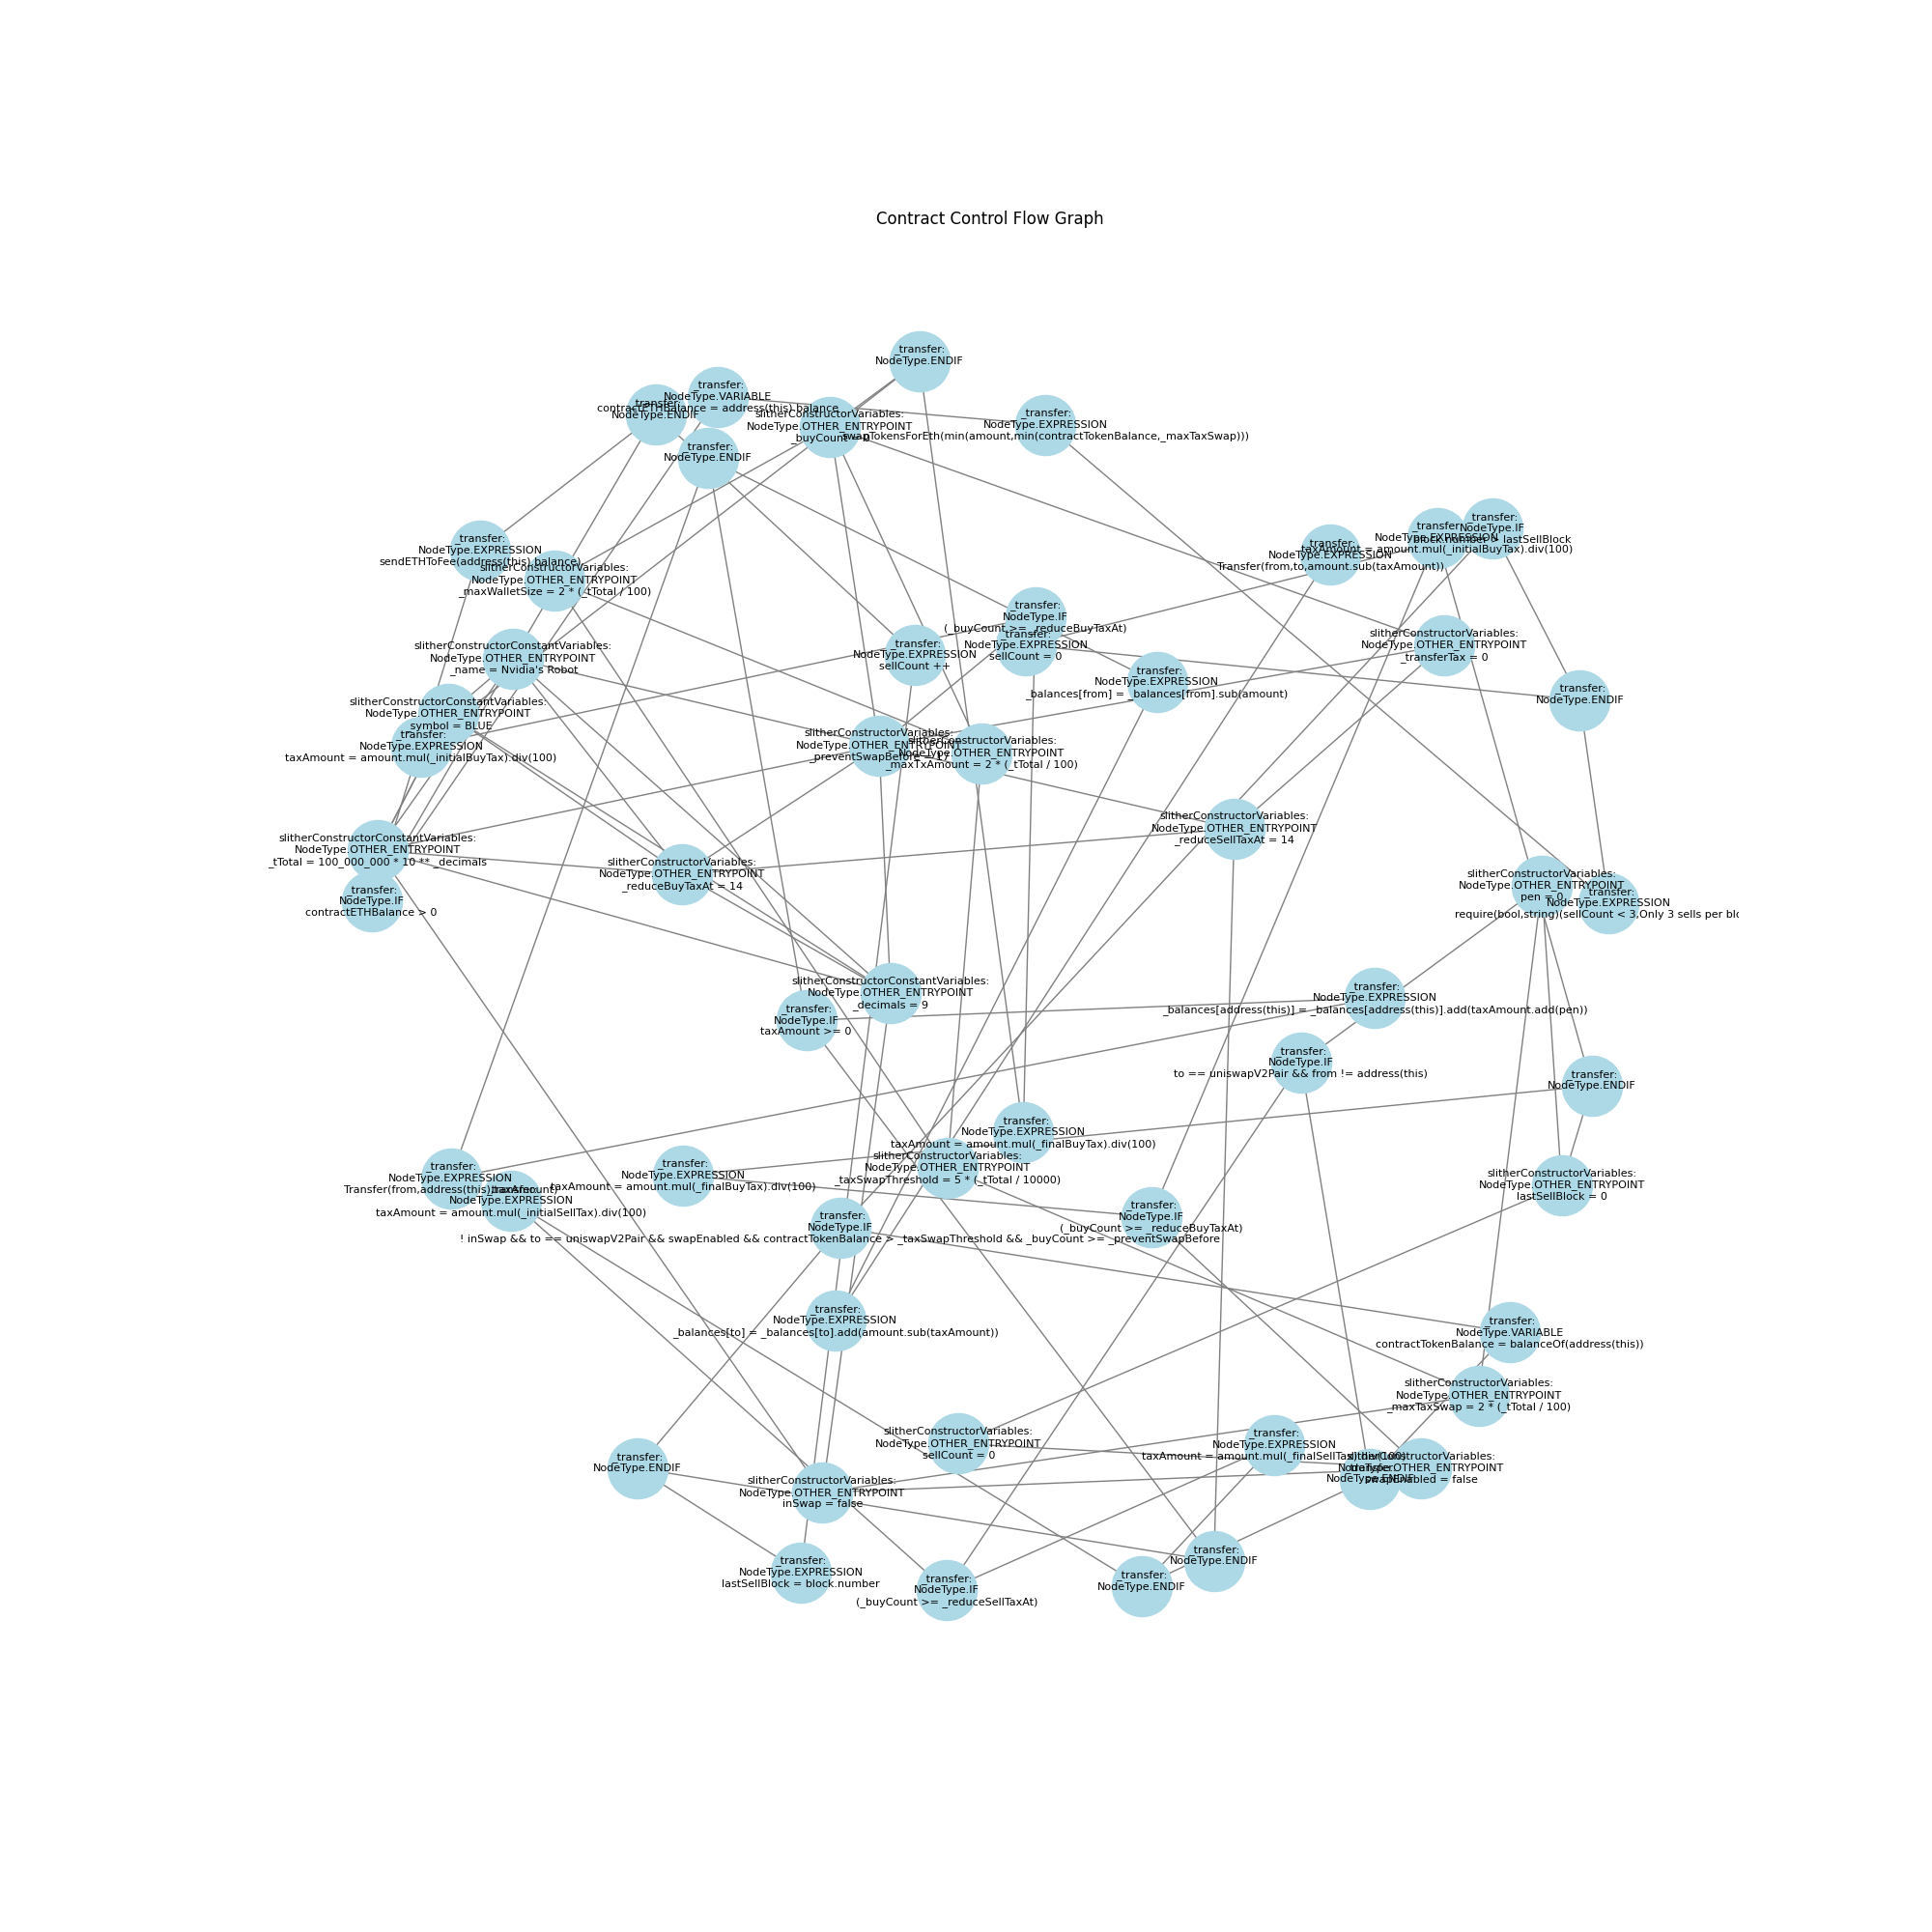 Contract Control Flow Graph
_transfer:
NodeType.ENDIF
_transfer:
NodeType.VARIABLE
contractETHBalance = address(this).balance
_transfer:
NodeType.ENDIF
slitherConstructorVariables:
NodeType.OTHER_ENTRYPOINT
_buyCount = 0
_transfer:
NodeType.EXPRESSION
_swapTokensForEth(min(amount,min(contractTokenBalance,_maxTaxSwap)))
_transfer:
NodeType.ENDIF
_transfer:
NodeType.EXPRESSION
sendETHToFee(address(this).balance)
slitherConstructorVariables:
NodeType.OTHER_ENTRYPOINT
_maxWalletSize = 2 * (_tTotal / 100)
_transfer:
NodeType.EXPRESSION
Transfer(from,to,amount.sub(taxAmount))
_transfer:
NodeType.EXPRESSION
taxAmount = amount.mul(_initialBuyTax).div(100)
_transfer:
NodeType.IF
block.number > lastSellBlock
_transfer:
NodeType.IF
(_buyCount >= _reduceBuyTaxAt)
_transfer:
NodeType.EXPRESSION
sellCount = 0
slitherConstructorVariables:
NodeType.OTHER_ENTRYPOINT
_transferTax = 0
slitherConstructorConstantVariables:
NodeType.OTHER_ENTRYPOINT
_name = Nvidia's Robot
_transfer:
NodeType.EXPRESSION
sellCount ++
_transfer:
NodeType.EXPRESSION
_balances[from] = _balances[from].sub(amount)
_transfer:
NodeType.ENDIF
slitherConstructorConstantVariables:
NodeType.OTHER_ENTRYPOINT
symbol = BLUE
_transfer:
NodeType.EXPRESSION
taxAmount = amount.mul(_initialBuyTax).div(100)
slitherConstructorVariables:
NodeType.OTHER_ENTRYPOINT
_preventSwapBefore =
slitherConstructorVariables:
NodeType.OTHER_ENTRYPOINT
_maxTxAmount = 2 * (_tTotal / 100)
slitherConstructorVariables:
NodeType.OTHER_ENTRYPOINT
_reduceSellTaxAt = 14
slitherConstructorConstantVariables:
NodeType.OTHER_ENTRYPOINT
_tTotal = 100_000_000 * 10 ** _decimals
_transfer:
NodeType.IF
contractETHBalance > 0
slitherConstructorVariables:
NodeType.OTHER_ENTRYPOINT
_reduceBuyTaxAt = 14
slitherConstructorVariables:
NodeType.OTHER_ENTRYPOINT
pen = 0
_transfer:
NodeType.EXPRESSION
require(bool,string)(sellCount < 3,Only 3 sells per blo
slitherConstructorConstantVariables:
NodeType.OTHER_ENTRYPOINT
_decimals = 9
_transfer:
NodeType.IF
taxAmount >= 0
_transfer:
NodeType.EXPRESSION
_balances[address(this)] = _balances[address(this)].add(taxAmount.add(pen))
_transfer:
NodeType.IF
to == uniswapV2Pair && from != address(this)
_transfer:
NodeType.ENDIF
_transfer:
NodeType.EXPRESSION
taxAmount = amount.mul(_finalBuyTax).div(100)
slitherConstructorVariables:
NodeType.OTHER_ENTRYPOINT
_taxSwapThreshold = 5 * (_tTotal / 10000)
_transfer:
NodeType.EXPRESSION
Transfer(from,address(this),taxAmount)
_transfer:
NodeType.EXPRESSION
taxAmount = amount.mul(_initialSellTax).div(100)
_transfer:
NodeType.EXPRESSION
taxAmount = amount.mul(_finalBuyTax).div(100)
slitherConstructorVariables:
NodeType.OTHER_ENTRYPOINT
lastSellBlock = 0
_transfer:
NodeType.IF
! inSwap && to == uniswapV2Pair && swapEnabled && contractTokenBalance > _taxSwapThreshold && _buyCount >= _preventSwapBefore
_transfer:
NodeType.IF
(_buyCount >= _reduceBuyTaxAt)
_transfer:
NodeType.EXPRESSION
_balances[to] = _balances[to].add(amount.sub(taxAmount))
_transfer:
NodeType.VARIABLE
contractTokenBalance = balanceOf(address(this))
slitherConstructorVariables:
NodeType.OTHER_ENTRYPOINT
_maxTaxSwap = 2 * (_tTotal / 100)
slitherConstructorVariables:
NodeType.OTHER_ENTRYPOINT
sellCount = 0
_transfer:
NodeType.EXPRESSION
taxAmount = amount.mul(_finalSellTax).div(100)
_transfer:
NodeType.ENDIF
slitherConstructorVariables:
NodeType.OTHER_ENTRYPOINT
swapEnabled = false
_transfer:
NodeType.ENDIF
slitherConstructorVariables:
NodeType.OTHER_ENTRYPOINT
inSwap = false
_transfer:
NodeType.EXPRESSION
lastSellBlock = block.number
_transfer:
NodeType.IF
(_buyCount >= _reduceSellTaxAt)
_transfer:
NodeType.ENDIF
_transfer:
NodeType.ENDIF